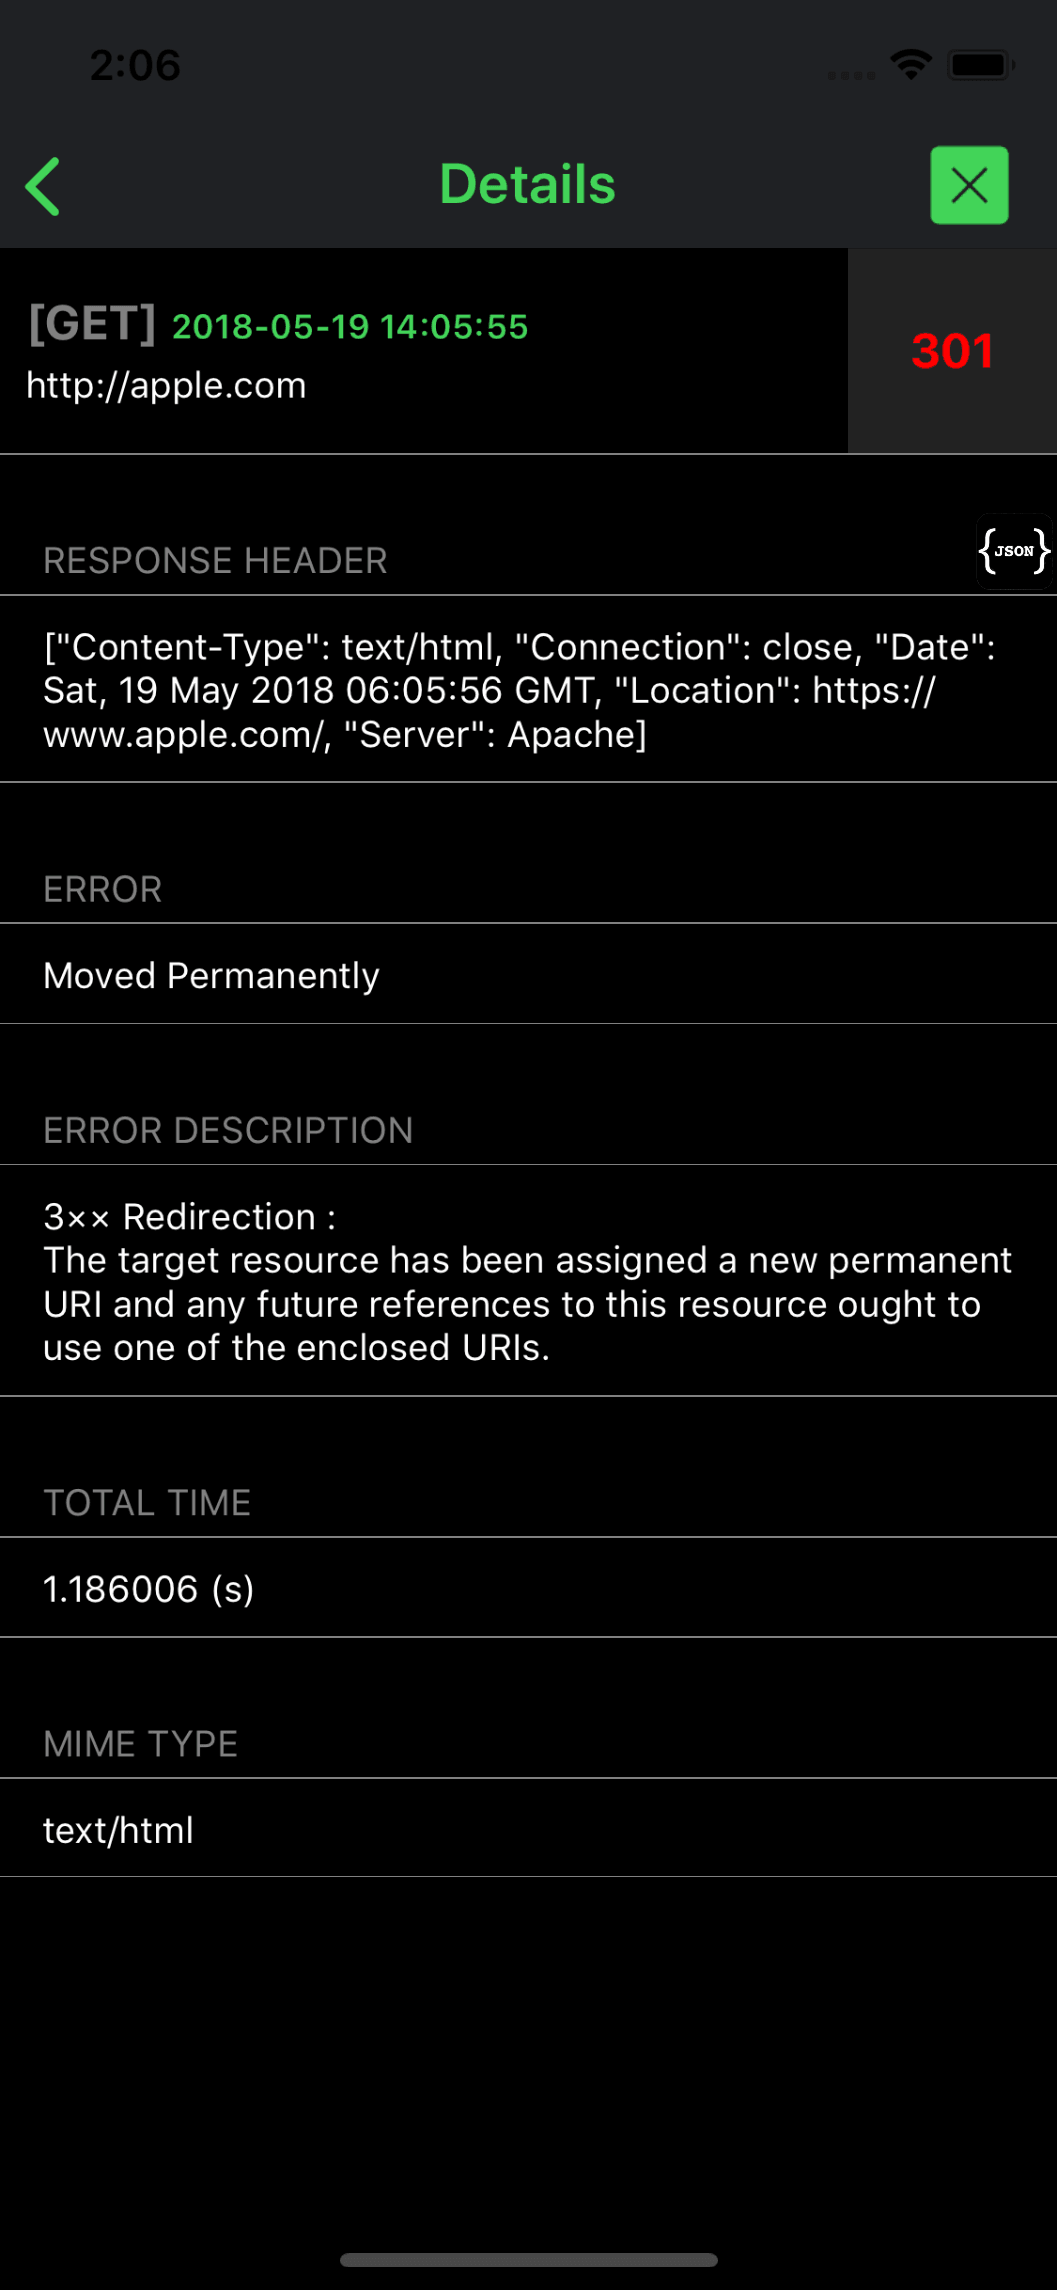 2:06
Details
[GET] 2018-05-19 14:05:55
http://apple.com
301
RESPONSE HEADER
{JSON}
["Content-Type": text/html, "Connection": close, "Date":
Sat, 19 May 2018 06:05:56 GMT, "Location": https://
www.apple.com/, "Server": Apache]
ERROR
Moved Permanently
ERROR DESCRIPTION
3×× Redirection :
The target resource has been assigned a new permanent
URI and any future references to this resource ought to
use one of the enclosed URIs.
TOTAL TIME
1.186006 (s)
MIME TYPE
text/html